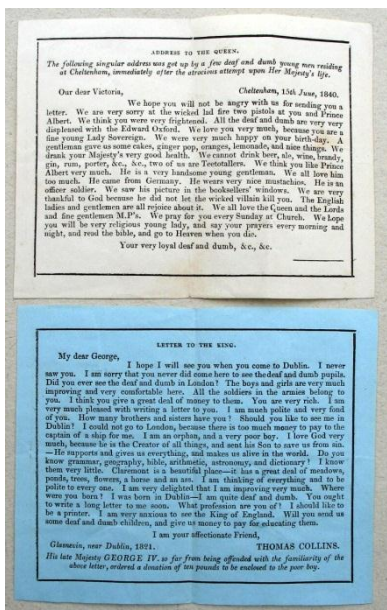 ADDRESS TO THE QUEEN.
The following singular address was got up by a few deaf and dumb young men residing
at Cheltenham, immediately after the atrocious attempt upon Her Majesty's life.
Our dear Victoria, Cheltenham, 15th June, 1840.
We hope you will not be angry with us for sending you a
letter. We are very sorry at the wicked lad fire two pistols at you and Prince
Albert. We think you were very frightened. All the deaf and dumb are very very
displeased with the Edward Oxford. We love you very much, because you are a
fine young Lady Sovereign. We were very much happy on your birth-day. A
gentleman gave us some cakes, ginger pop, oranges, lemonade, and nice things. We
drank your Majesty's very good health. We cannot drink beer, ale, wine, brandy,
gin, rum, porter, &c., &c., two of us are Teetotallers. We think you like Prince
Albert very much. He is a very handsome young gentleman. We all love him
too much. He came from Germany. He wears very nice mustachios. He is an
officer soldier. We saw his picture in the booksellers' windows. We are very
thankful to God because he did not let the wicked villain kill you. The English
ladies and gentlemen are all rejoice about it. We all love the Queen and the Lords
and fine gentlemen M.P's. We pray for you every Sunday at Church. We hope
you will be very religious young lady, and say your prayers every morning and
night, and read the bible, and go to Heaven when you die.
Your very loyal deaf and dumb, &c., &c.
LETTER TO THE KING.
My dear George,
I hope I will see you when you come to Dublin. I never
saw you. I am sorry that you never did come here to see the deaf and dumb pupils.
Did you ever see the deaf and dumb in London? The boys and girls are very much
improving and very comfortable here. All the soldiers in the armies belong to
you. I think you give a great deal of money to them. You are very rich. I am
very much pleased with writing a letter to you. I am much polite and very fond
of you. How many brothers and sisters have you? Should you like to see me in
Dublin? I could not go to London, because there is too much money to pay to the
captain of a ship for me. I am an orphan, and a very poor boy. I love God very
much, because he is the Creator of all things, and sent his Son to save us from sin.
—He supports and gives us everything, and makes us alive in the world. Do you
know grammar, geography, bible, arithmetic, astronomy, and dictionary? I know
them very little. Claremont is a beautiful place—it has a great deal of meadows,
ponds, trees, flowers, a horse and an ass. I am thinking of everything and to be
polite to every one. I am very delighted that I am improving very much. Where
were you born? I was born in Dublin—I am quite deaf and dumb. You ought
to write a long letter to me soon. What profession are you of? I should like to
be a printer. I am very anxious to see the King of England. Will you send us
some deaf and dumb children, and give us money to pay for educating them.
I am your affectionate Friend,
Glasnevin, near Dublin, 1821. THOMAS COLLINS.
His late Majesty GEORGE IV. so far from being offended with the familiarity of the
above letter, ordered a donation of ten pounds to be enclosed to the poor boy.